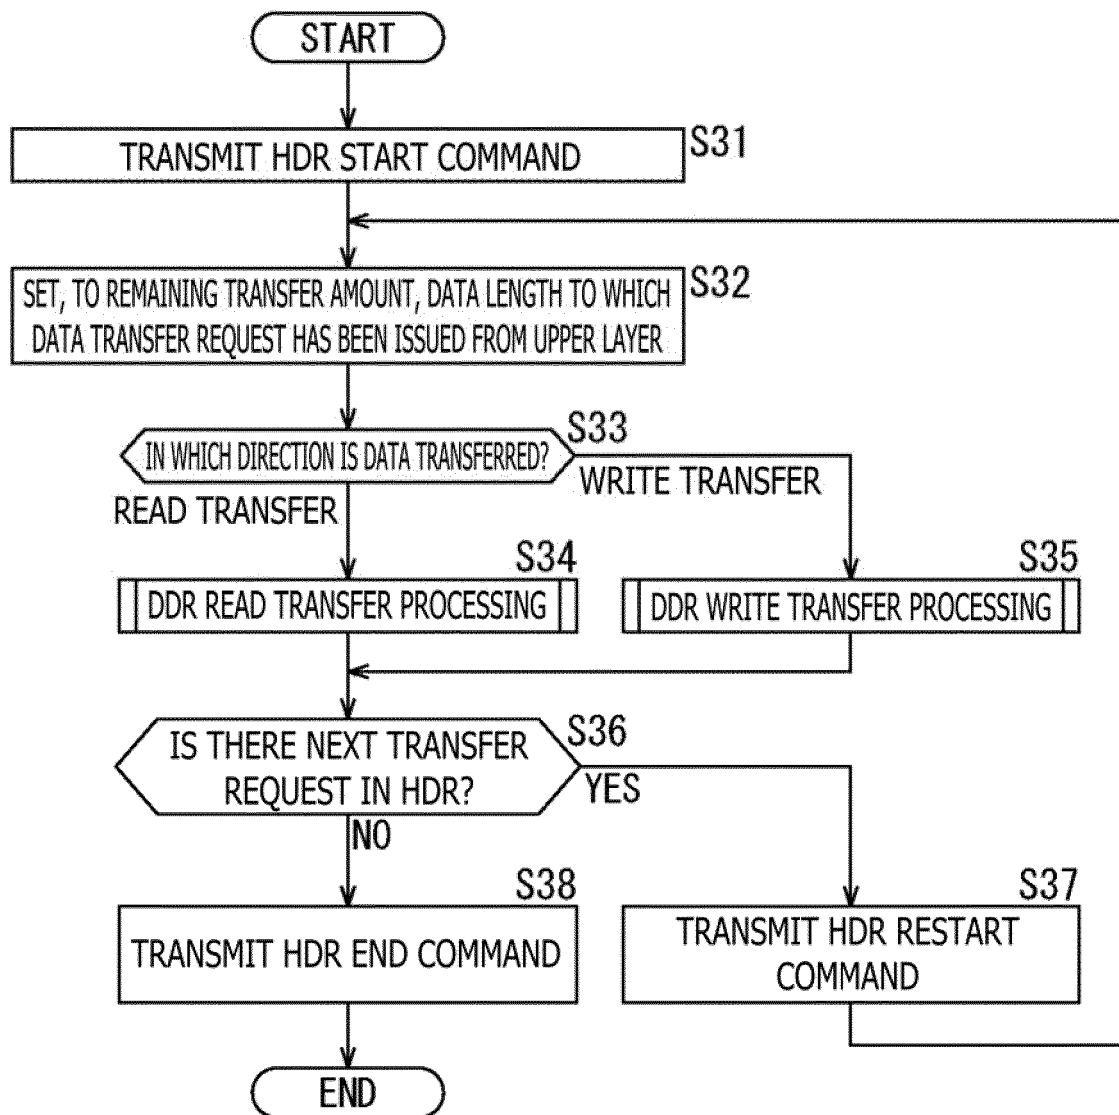 START
TRANSMIT HDR START COMMAND
S31
SET, TO REMAINING TRANSFER AMOUNT, DATA LENGTH TO WHICH
DATA TRANSFER REQUEST HAS BEEN ISSUED FROM UPPER LAYER
S32
IN WHICH DIRECTION IS DATA TRANSFERRED?
S33
WRITE TRANSFER
READ TRANSFER
S34
DDR READ TRANSFER PROCESSING
S35
DDR WRITE TRANSFER PROCESSING
IS THERE NEXT TRANSFER
REQUEST IN HDR?
S36
YES
NO
S38
TRANSMIT HDR END COMMAND
S37
TRANSMIT HDR RESTART
COMMAND
END